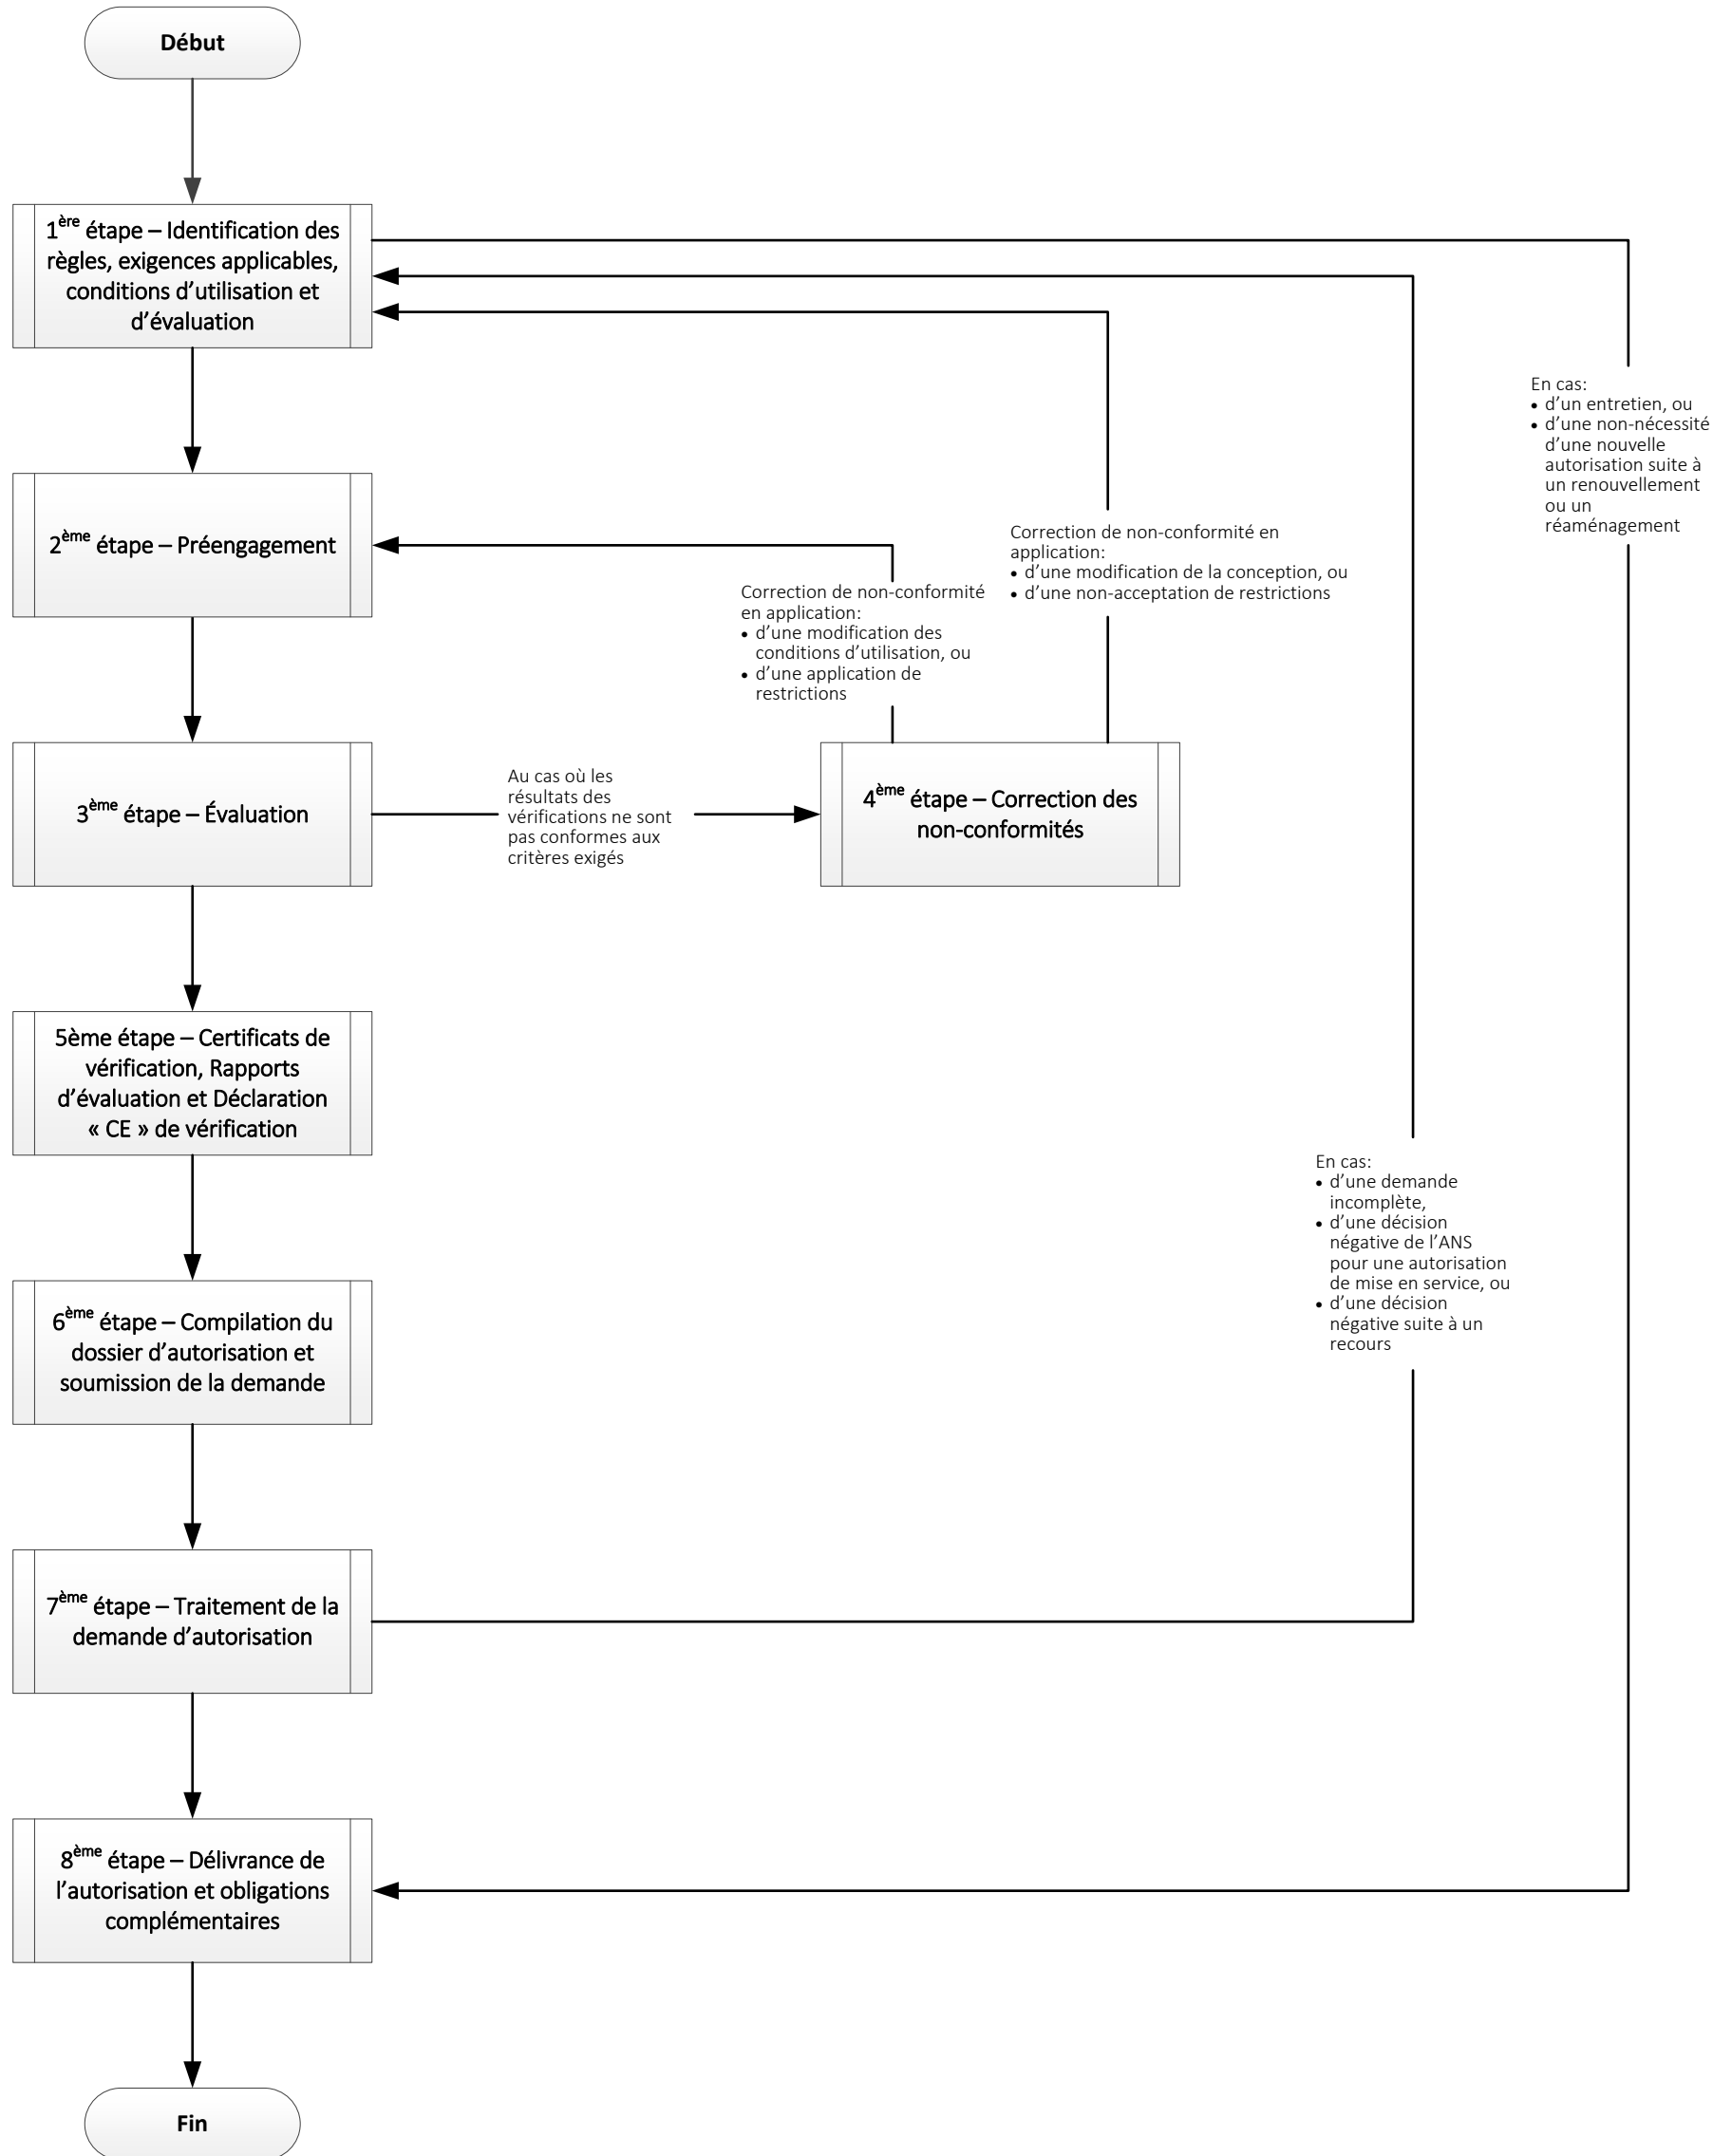 Début
1ère étape – Identification des
règles, exigences applicables,
conditions d’utilisation et
d’évaluation
En cas:
• d’un entretien, ou
• d’une non-nécessité
d’une nouvelle
autorisation suite à
un renouvellement
ou un
réaménagement
2ème étape – Préengagement
Correction de non-conformité en
application:
• d’une modification de la conception, ou
• d’une non-acceptation de restrictions
Correction de non-conformité
en application:
• d’une modification des
conditions d’utilisation, ou
• d’une application de
restrictions
3ème étape – Évaluation
Au cas où les
résultats des
vérifications ne sont
pas conformes aux
critères exigés
4ème étape – Correction des
non-conformités
5ème étape – Certificats de
vérification, Rapports
d’évaluation et Déclaration
« CE » de vérification
En cas:
• d’une demande
incomplète,
• d’une décision
négative de l’ANS
pour une autorisation
de mise en service, ou
• d’une décision
négative suite à un
recours
6ème étape – Compilation du
dossier d’autorisation et
soumission de la demande
7ème étape – Traitement de la
demande d’autorisation
8ème étape – Délivrance de
l’autorisation et obligations
complémentaires
Fin